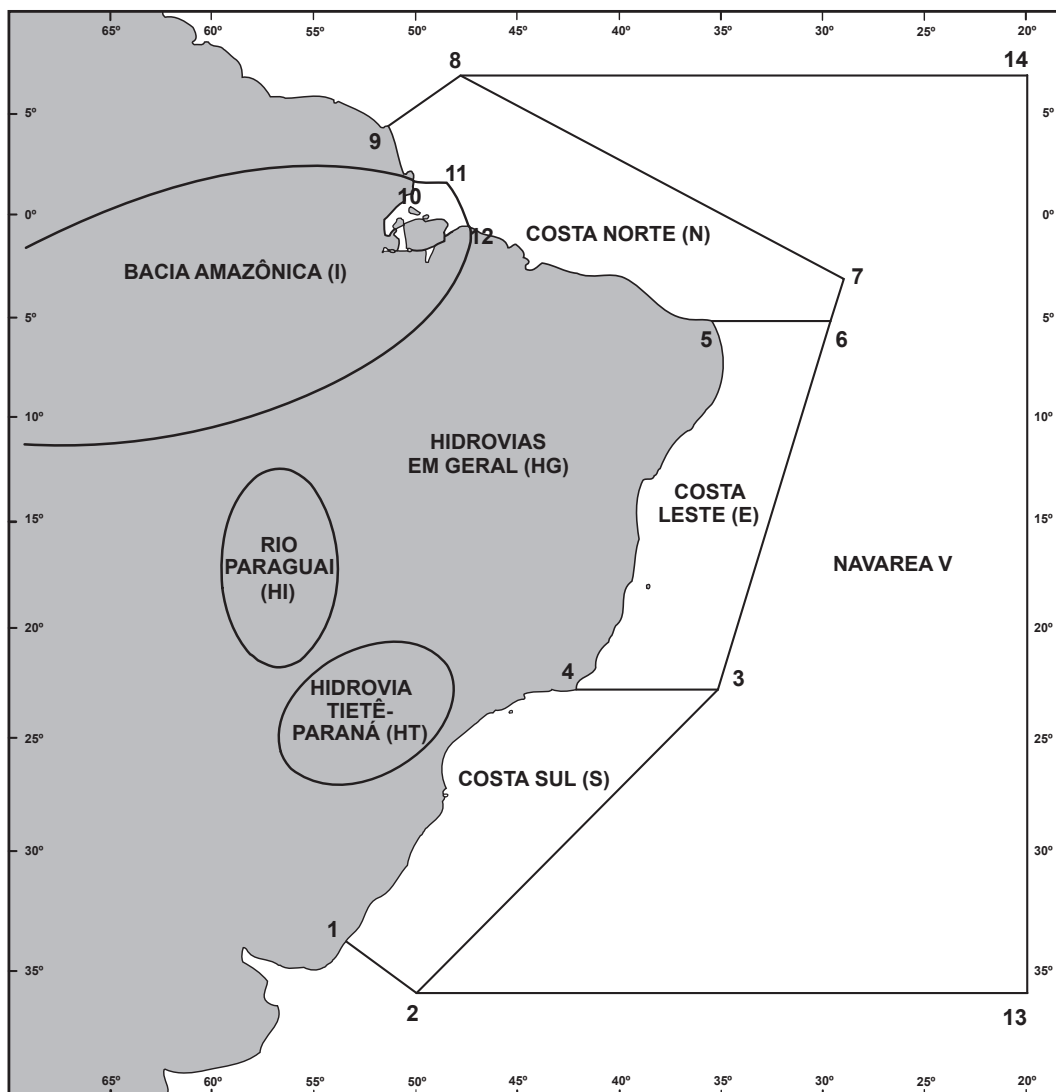 65º 60º 55º 50º 45º 40º 35º 30º 25º 20º
8 14
5º 5º
9
11
10
0º 0º
12 COSTA NORTE (N)
BACIA AMAZÔNICA (I)
7
5º 5º
5 6
10º 10º
HIDROVIAS
EM GERAL (HG)
COSTA
LESTE (E)
15º 15º
RIO
PARAGUAI
(HI)
NAVAREA V
20º 20º
4 3
HIDROVIA
TIETÊ-
PARANÁ (HT)
25º 25º
COSTA SUL (S)
30º 30º
1
35º 35º
2 13
65º 60º 55º 50º 45º 40º 35º 30º 25º 20º